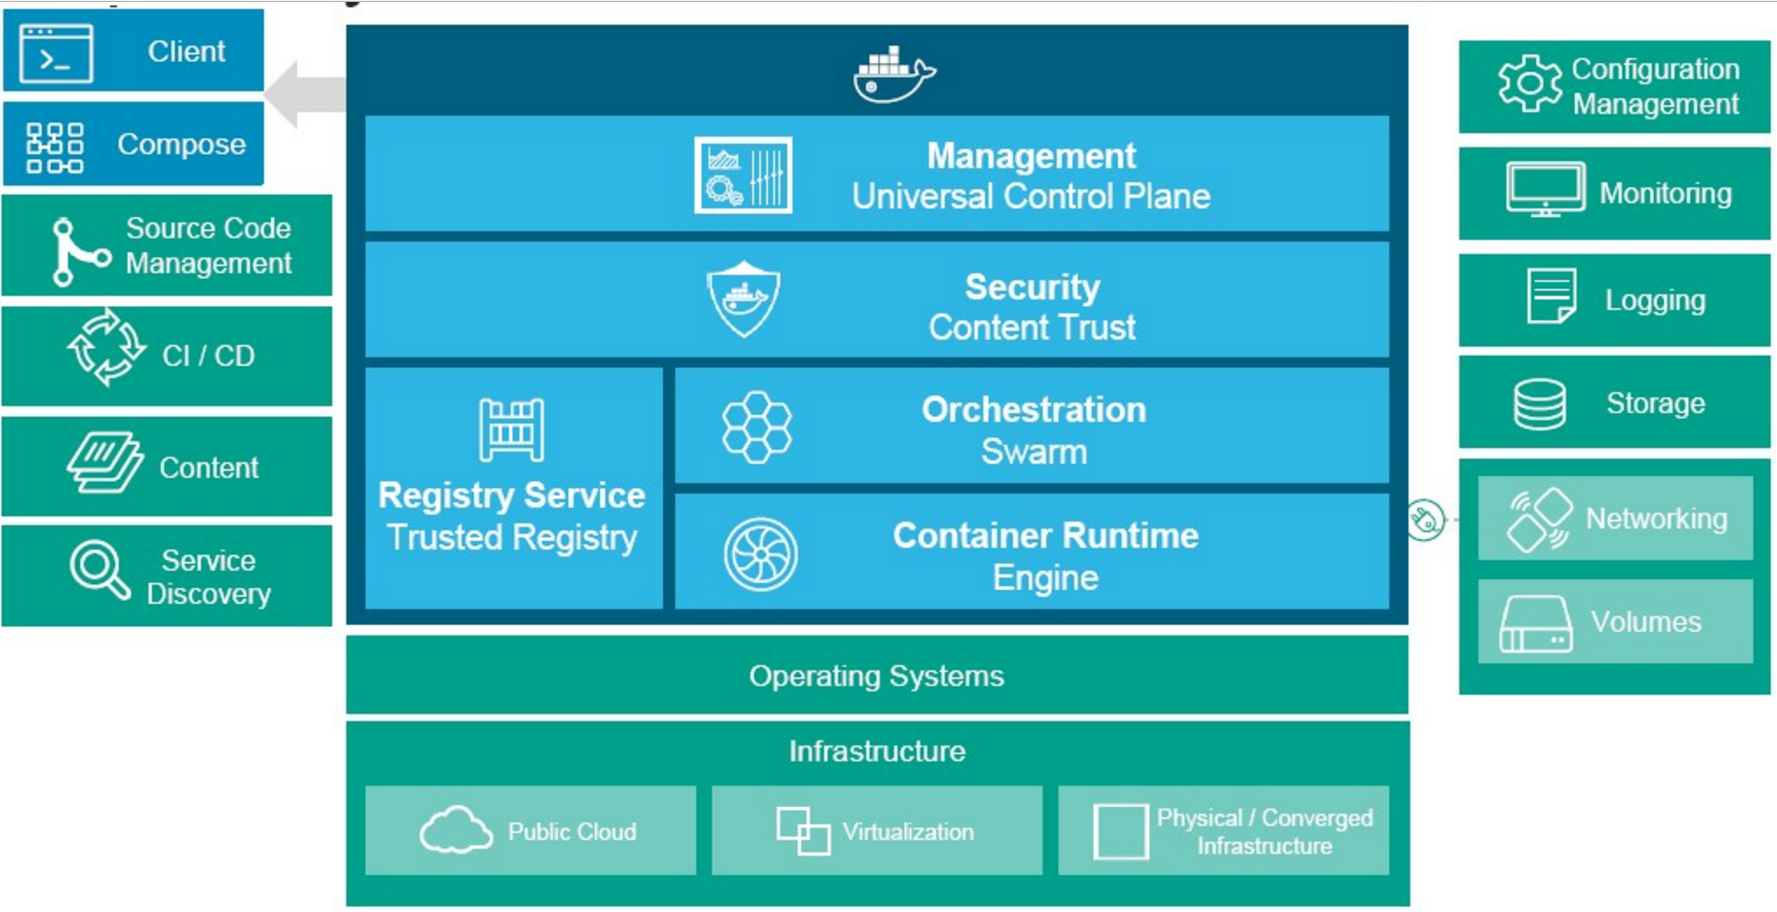 Client
Compose
Source Code
Management
CI / CD
Content
Service
Discovery
Management
Universal Control Plane
Security
Content Trust
Registry Service
Trusted Registry
Orchestration
Swarm
Container Runtime
Engine
Operating Systems
Infrastructure
Public Cloud
Virtualization
Physical / Converged
Infrastructure
Configuration
Management
Monitoring
Logging
Storage
Networking
Volumes